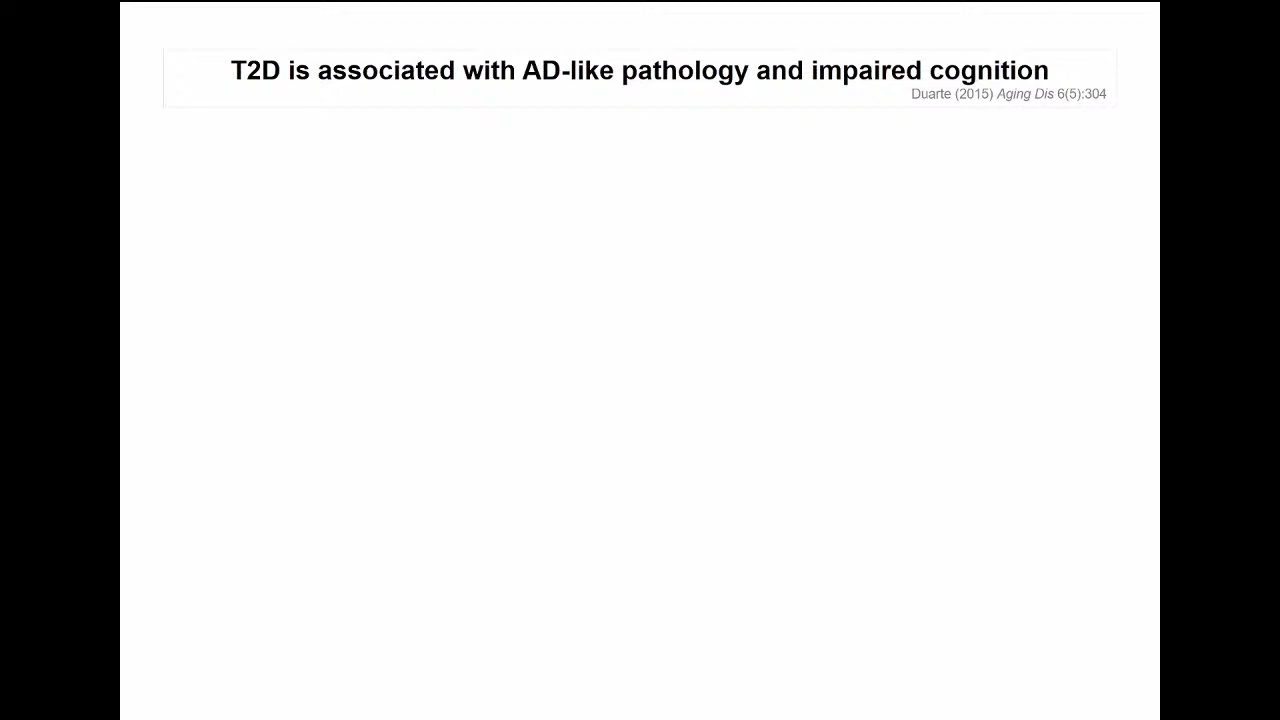 T2D is associated with AD-like pathology and impaired cognition
Duarte (2015) Aging Dis 6(5):304